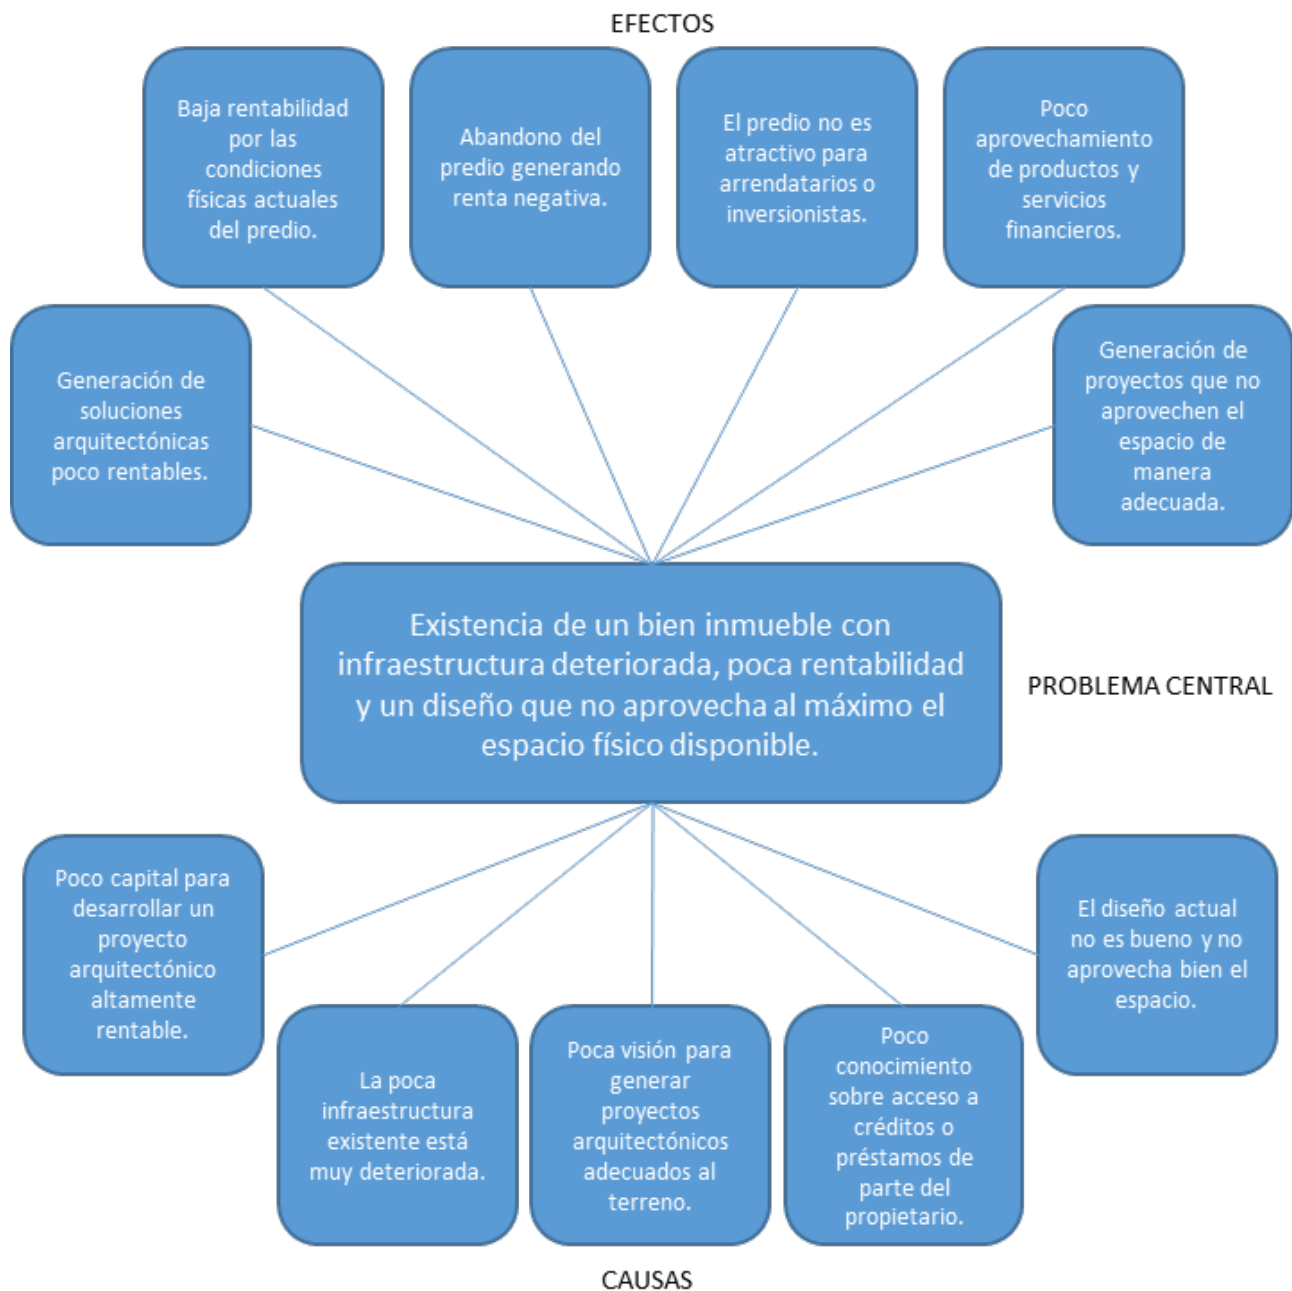 EFECTOS
Baja rentabilidad
por las
condiciones
físicas actuales
del predio.
Abandono del
predio generando
renta negativa.
El predio no es
atractivo para
arrendatarios o
inversionistas.
Poco
aprovechamiento
de productos y
servicios
financieros.
Generación de
soluciones
arquitectónicas
poco rentables.
Generación de
proyectos que no
aprovechen el
espacio de
manera
adecuada.
Existencia de un bien inmueble con
infraestructura deteriorada, poca rentabilidad
y un diseño que no aprovecha al máximo el
espacio físico disponible.
PROBLEMA CENTRAL
Poco capital para
desarrollar un
proyecto
arquitectónico
altamente
rentable.
La poca
infraestructura
existente está
muy deteriorada.
Poca visión para
generar
proyectos
arquitectónicos
adecuados al
terreno.
Poco
conocimiento
sobre acceso a
créditos o
préstamos de
parte del
propietario.
El diseño actual
no es bueno y no
aprovecha bien el
espacio.
CAUSAS